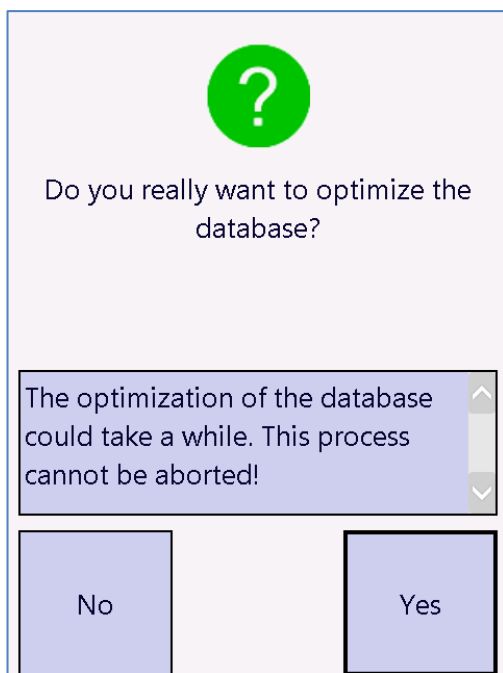 ?
Do you really want to optimize the
database?
The optimization of the database
could take a while. This process
cannot be aborted!
No
Yes